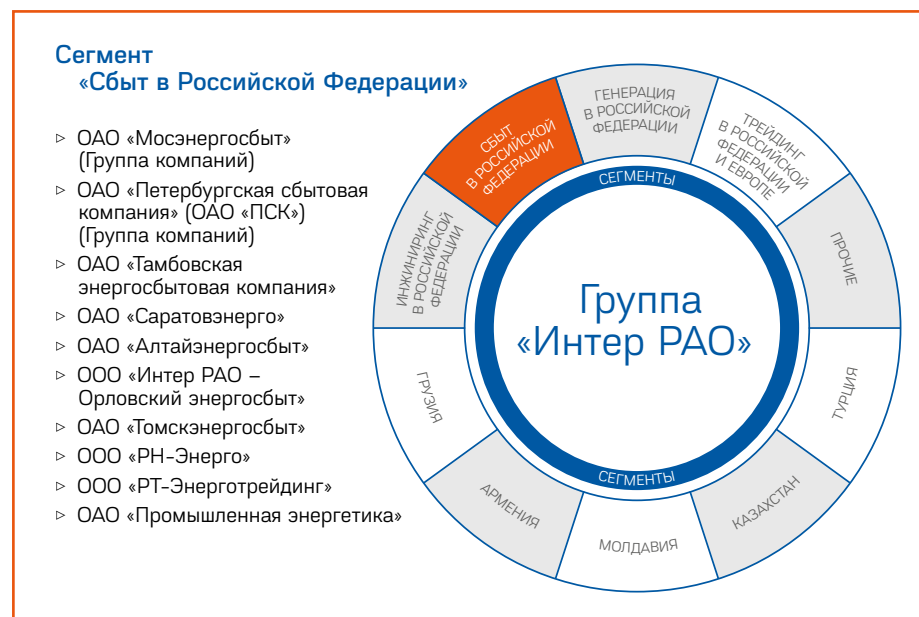 Сегмент
«Сбыт в Российской Федерации»
▹ ОАО «Мосэнергосбыт»
(Группа компаний)
▹ ОАО «Петербургская сбытовая
компания» (ОАО «ПСК»)
(Группа компаний)
▹ ОАО «Тамбовская
энергосбытовая компания»
▹ ОАО «Саратовэнерго»
▹ ОАО «Алтайэнергосбыт»
▹ ООО «Интер РАО –
Орловский энергосбыт»
▹ ОАО «Томскэнергосбыт»
▹ ООО «РН-Энерго»
▹ ООО «РТ-Энерготрейдинг»
▹ ОАО «Промышленная энергетика»
СБЫТ
В РОССИЙСКОЙ
ФЕДЕРАЦИИ
ГЕНЕРАЦИЯ
В РОССИЙСКОЙ
ФЕДЕРАЦИИ
ТРЕЙДИНГ
В РОССИЙСКОЙ
ФЕДЕРАЦИИ
И ЕВРОПЕ
ПРОЧИЕ
ТУРЦИЯ
КАЗАХСТАН
МОЛДАВИЯ
АРМЕНИЯ
ГРУЗИЯ
ИНЖИНИРИНГ
В РОССИЙСКОЙ
ФЕДЕРАЦИИ
СЕГМЕНТЫ
Группа
«Интер РАО»
СЕГМЕНТЫ